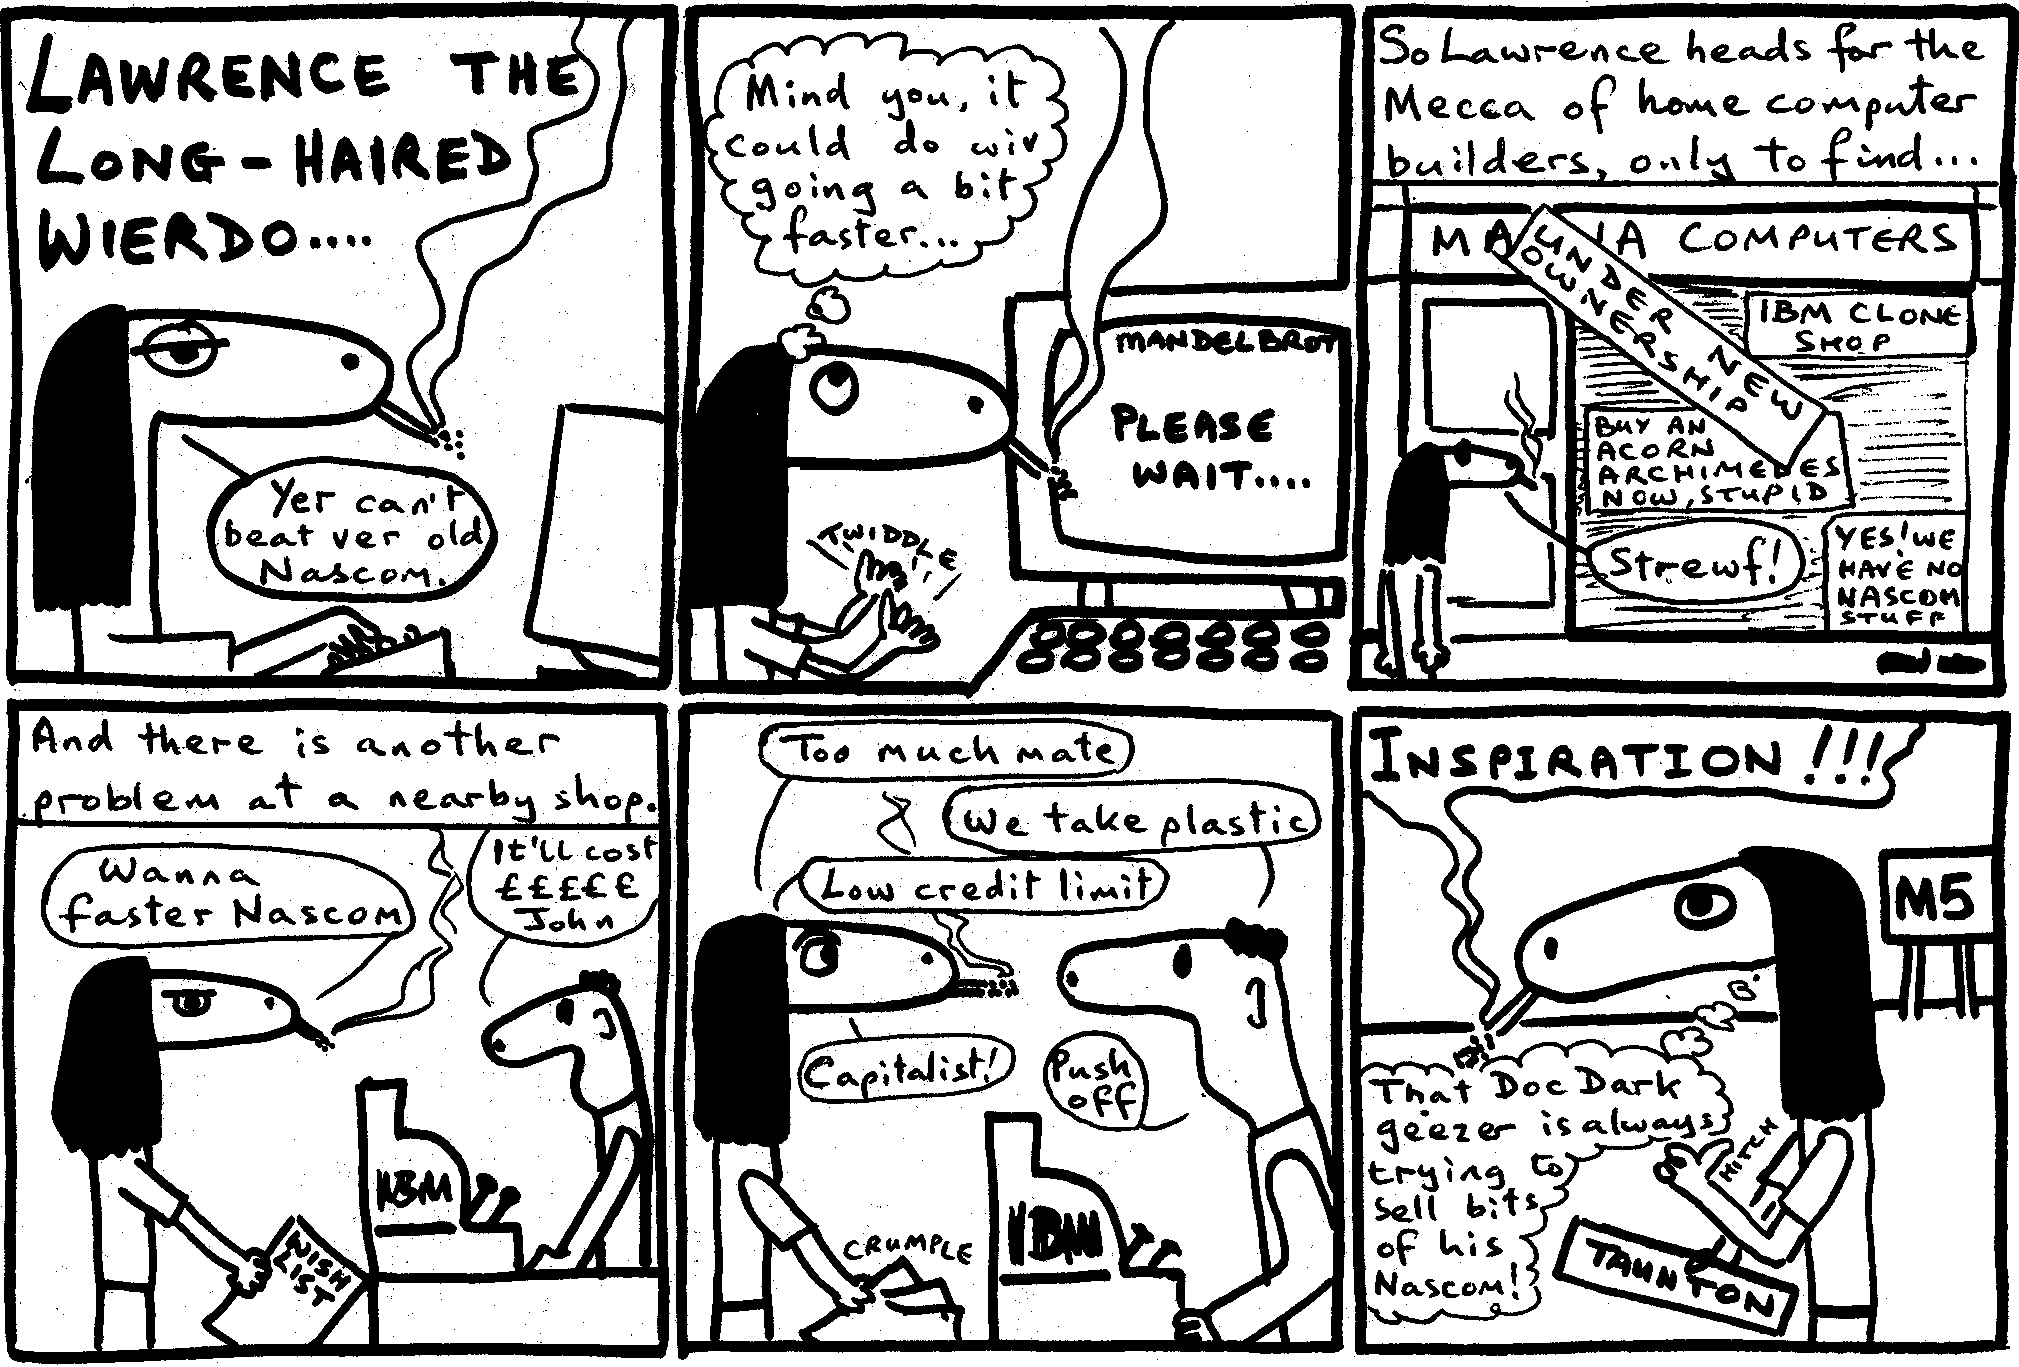 LAWRENCE THE
LONG-HAIRED
WIERDO....
Yer can't
beat ver old
Nascom.
Mind you, it
could do wiv
going a bit
faster...
MANDELBROT
PLEASE
WAIT....
TWIDDLE
So Lawrence heads for the
Mecca of home computer
builders, only to find...
COMPUTERS
UNDER NEW
OWNERSHIP
IBM CLONE
SHOP
BUY AN
ACORN
ARCHIMEDES
NOW, STUPID
Strewf!
YES! WE
HAVE NO
NASCOM
STUFF
And there is another
problem at a nearby shop.
Wanna
faster Nascom
It'll cost
£££££
John
IBM
WISH
LIST
Too much mate
We take plastic
Low credit limit
Capitalist!
Push
off
CRUMPLE
IBM
INSPIRATION!!!
M5
That Doc Dark
geezer is always
trying to
sell bits
of his
Nascom!
HITCH
TAUNTON